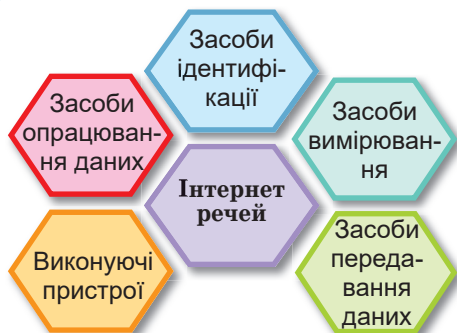 Засоби
ідентифі-
кації
Засоби
опрацюван-
ня даних
Засоби
вимірюван-
ня
Інтернет
речей
Виконуючі
пристрої
Засоби
переда-
вання
даних